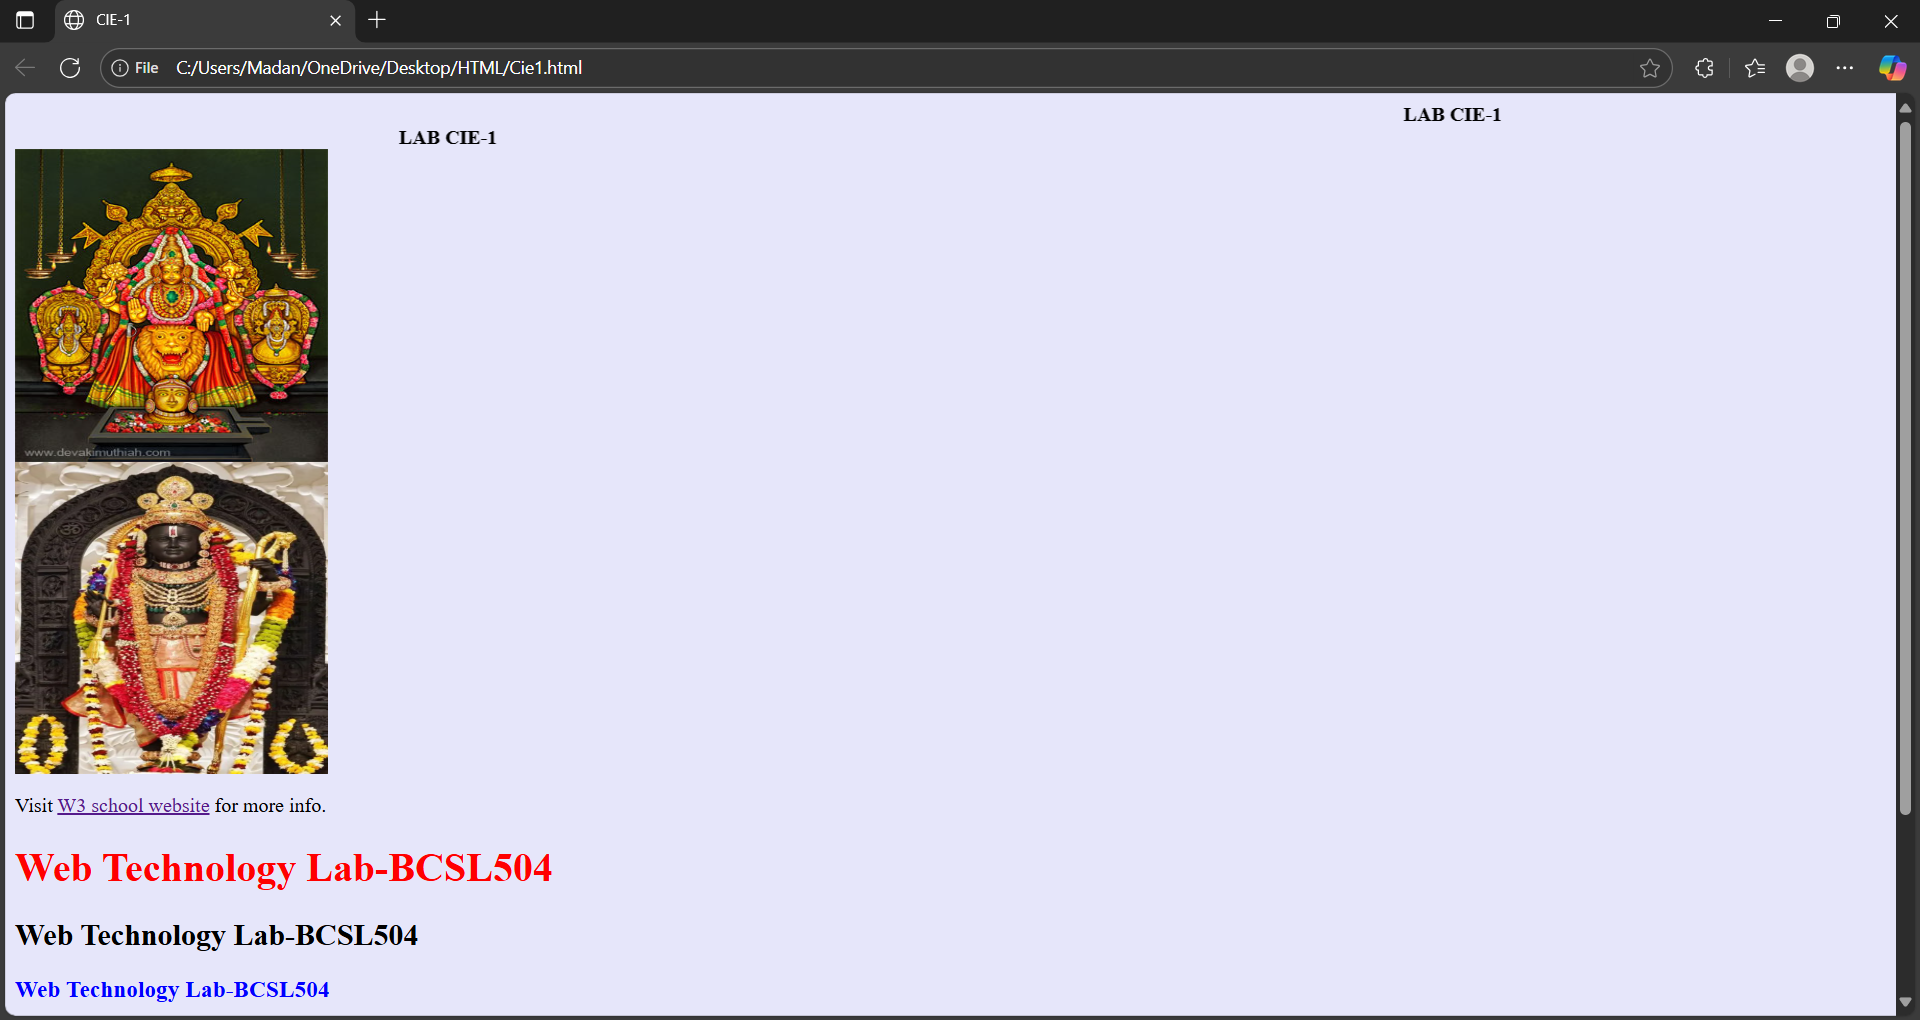 CIE-1
File C:/Users/Madan/OneDrive/Desktop/HTML/Cie1.html
LAB CIE-1
LAB CIE-1
www.devakimuthiah.com
Visit W3 school website for more info.
Web Technology Lab-BCSL504
Web Technology Lab-BCSL504
Web Technology Lab-BCSL504